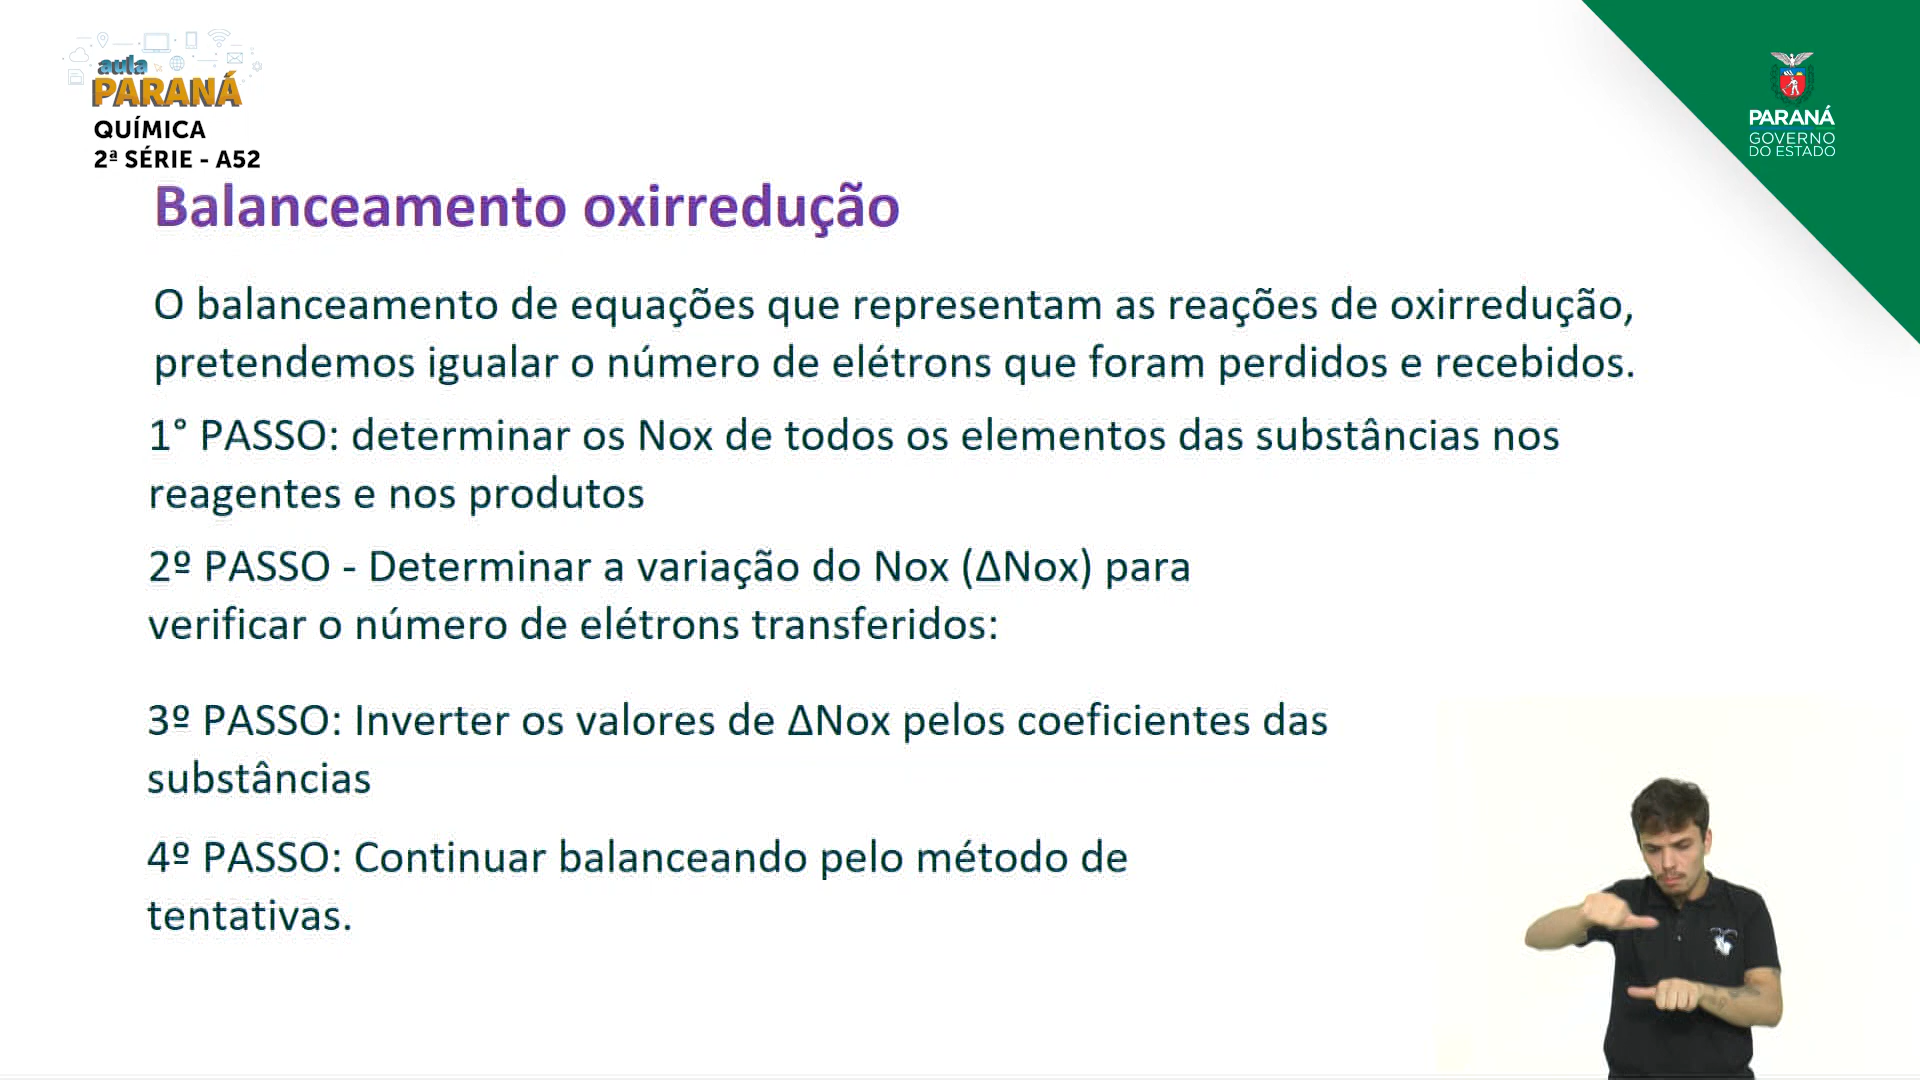 aula
PARANÁ
QUÍMICA
2ª SÉRIE - A52
PARANÁ
GOVERNO
DO ESTADO
Balanceamento oxirredução
O balanceamento de equações que representam as reações de oxirredução,
pretendemos igualar o número de elétrons que foram perdidos e recebidos.
1° PASSO: determinar os Nox de todos os elementos das substâncias nos
reagentes e nos produtos
2º PASSO - Determinar a variação do Nox (ΔNox) para
verificar o número de elétrons transferidos:
3º PASSO: Inverter os valores de ΔNox pelos coeficientes das
substâncias
4º PASSO: Continuar balanceando pelo método de
tentativas.